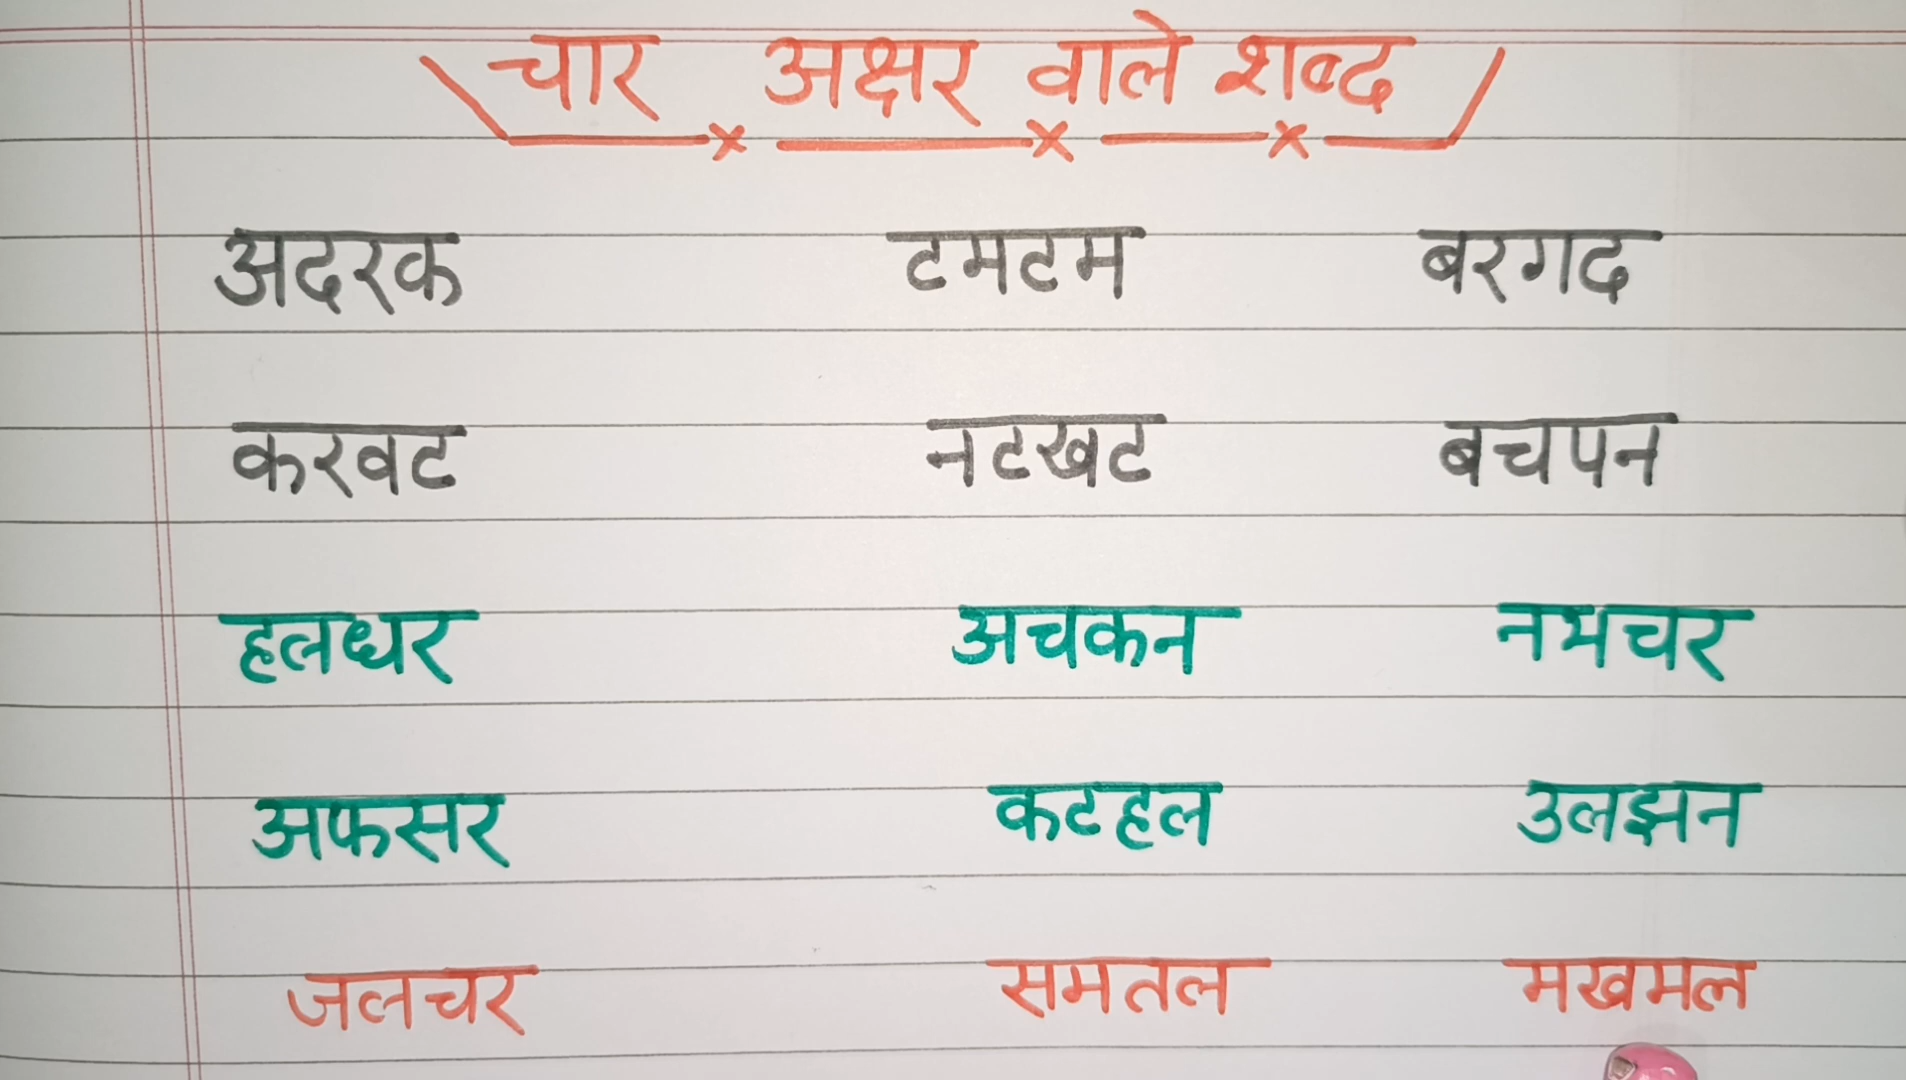 चार अक्षर वाले शब्द
अदरक टमटम बरगद
करवट नटखट बचपन
हलधर अचकन नभचर
अफसर कटहल उलझन
जलचर समतल मखमल